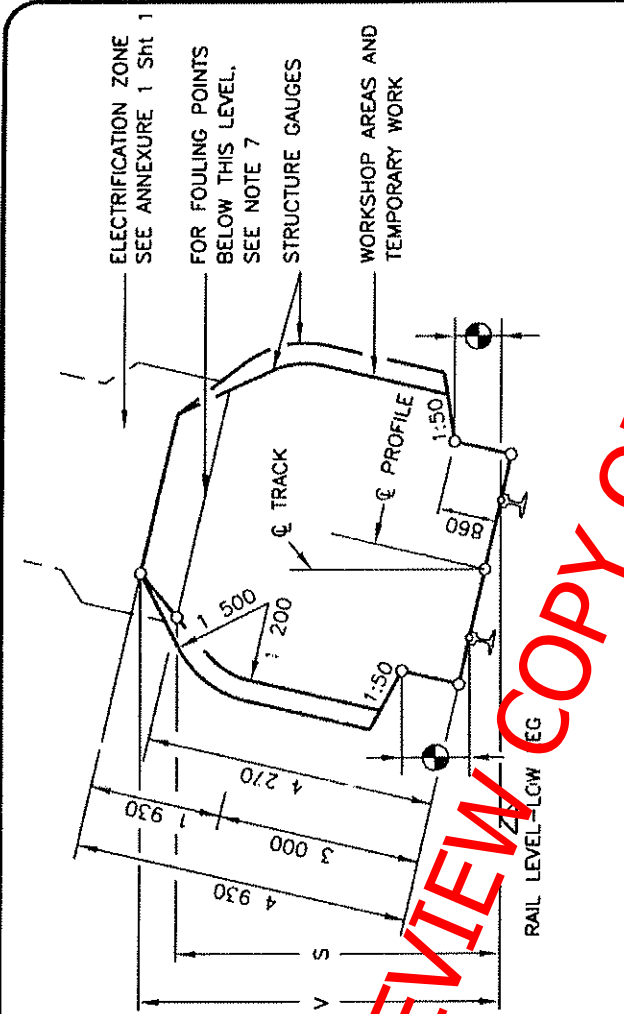 ELECTRIFICATION ZONE
SEE ANNEXURE 1 Sht 1
FOR FOULING POINTS
BELOW THIS LEVEL,
SEE NOTE 7
STRUCTURE GAUGES
WORKSHOP AREAS AND
TEMPORARY WORK
℄ TRACK
℄ PROFILE
1 500
1 200
1:50
1:50
860
4 270
1 930
3 000
4 930
S
V
RAIL LEVEL-LOW LEG
EVIEW COPY O